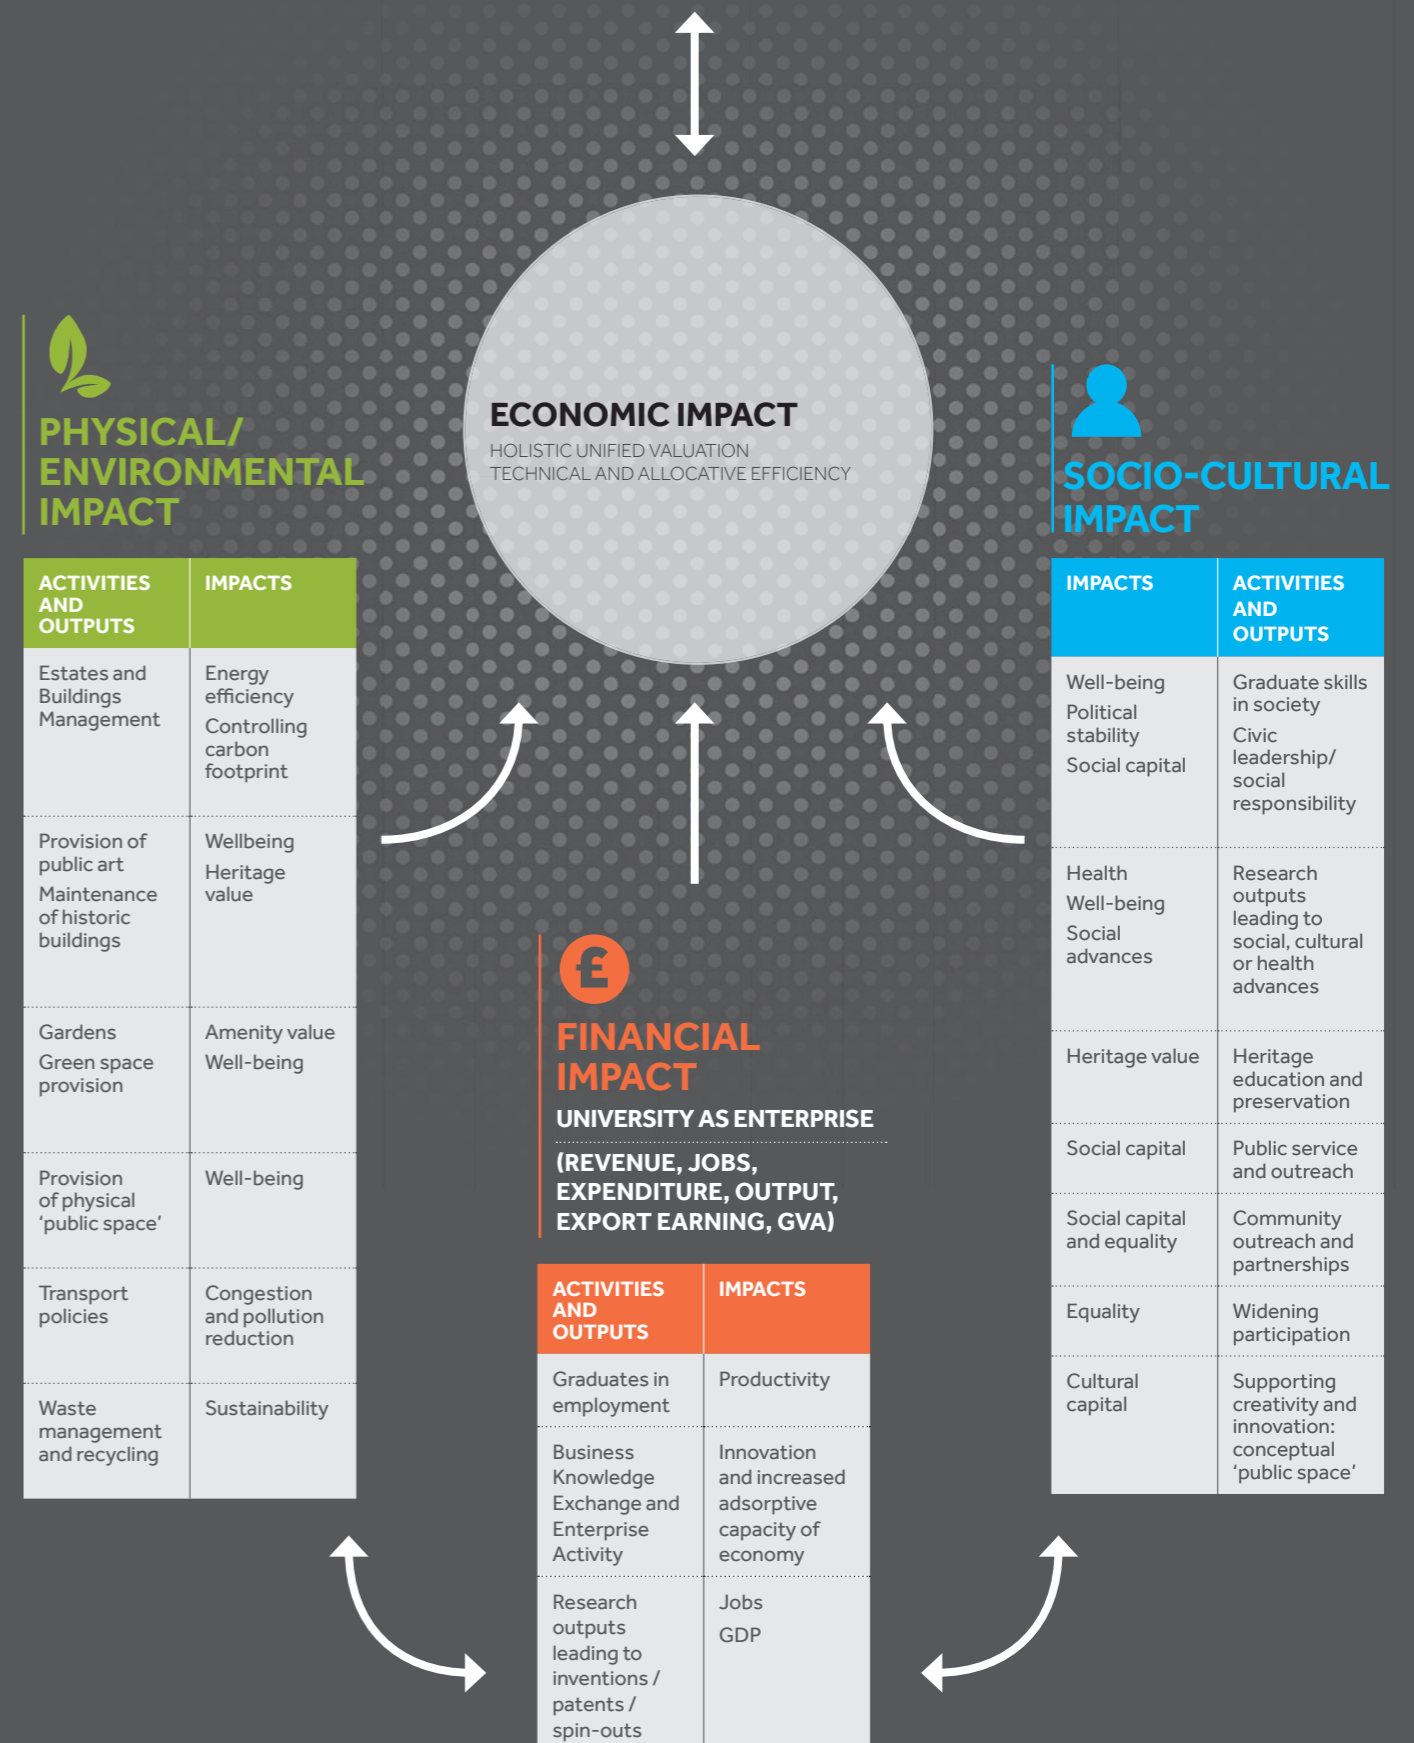 ECONOMIC IMPACT
HOLISTIC UNIFIED VALUATION
TECHNICAL AND ALLOCATIVE EFFICIENCY
PHYSICAL/
ENVIRONMENTAL
IMPACT
ACTIVITIES
AND
OUTPUTS
IMPACTS
Estates and
Buildings
Management
Energy
efficiency
Controlling
carbon
footprint
Provision of
public art
Maintenance
of historic
buildings
Wellbeing
Heritage
value
Gardens
Green space
provision
Amenity value
Well-being
Provision
of physical
‘public space’
Well-being
Transport
policies
Congestion
and pollution
reduction
Waste
management
and recycling
Sustainability
£
FINANCIAL
IMPACT
UNIVERSITY AS ENTERPRISE
(REVENUE, JOBS,
EXPENDITURE, OUTPUT,
EXPORT EARNING, GVA)
ACTIVITIES
AND
OUTPUTS
IMPACTS
Graduates in
employment
Productivity
Business
Knowledge
Exchange and
Enterprise
Activity
Innovation
and increased
adsorptive
capacity of
economy
Research
outputs
leading to
inventions /
patents /
spin-outs
Jobs
GDP
SOCIO-CULTURAL
IMPACT
IMPACTS
ACTIVITIES
AND
OUTPUTS
Well-being
Political
stability
Social capital
Graduate skills
in society
Civic
leadership/
social
responsibility
Health
Well-being
Social
advances
Research
outputs
leading to
social, cultural
or health
advances
Heritage value
Heritage
education and
preservation
Social capital
Public service
and outreach
Social capital
and equality
Community
outreach and
partnerships
Equality
Widening
participation
Cultural
capital
Supporting
creativity and
innovation:
conceptual
‘public space’